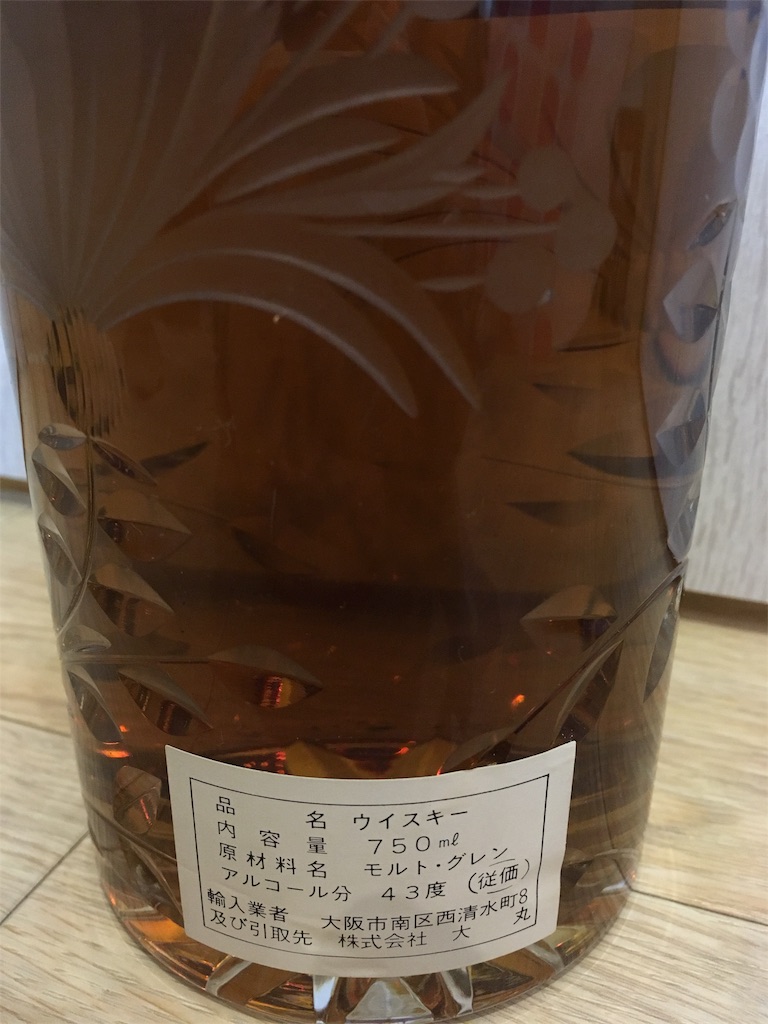 品 名 ウイスキー
内容量 750㎖
原材料名 モルト・グレン
アルコール分 43度 (従価)
輸入業者 大阪市南区西清水町8
及び引取先 株式会社 大 丸